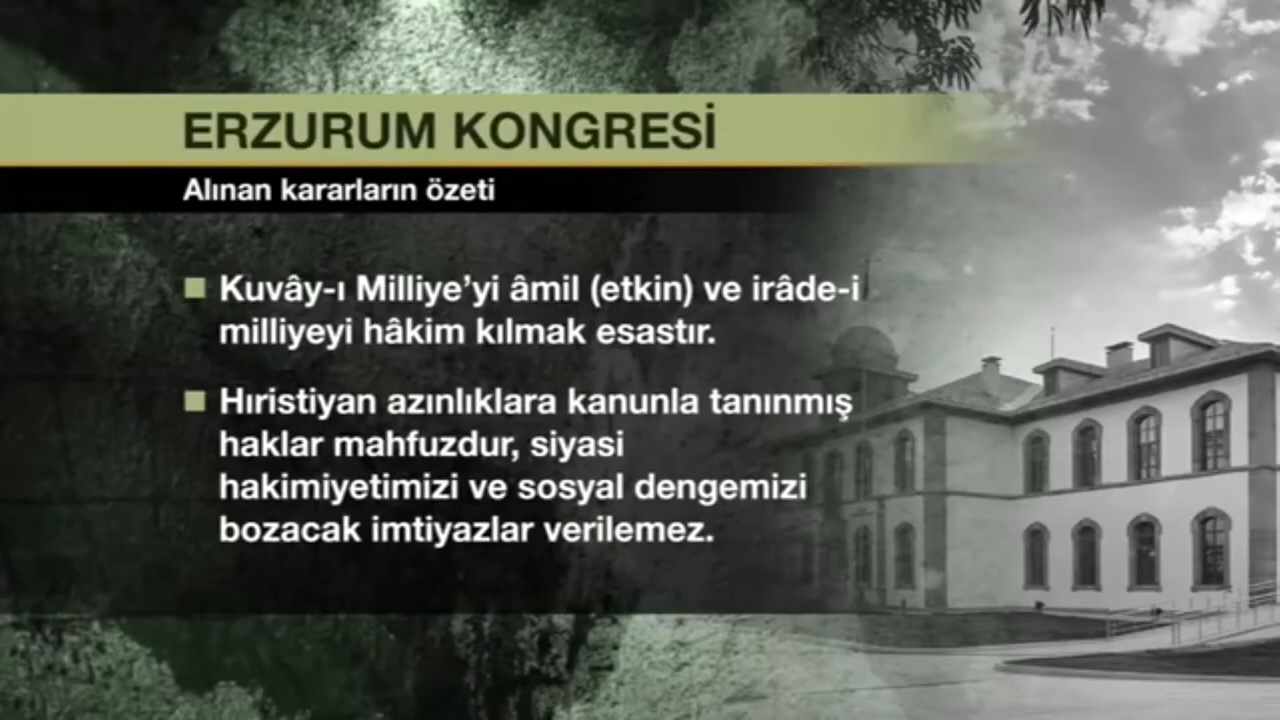 ERZURUM KONGRESİ
Alınan kararların özeti
Kuvây-ı Milliye'yi âmil (etkin) ve irâde-i
milliyeyi hâkim kılmak esastır.
Hıristiyan azınlıklara kanunla tanınmış
haklar mahfuzdur, siyasi
hakimiyetimizi ve sosyal dengemizi
bozacak imtiyazlar verilemez.